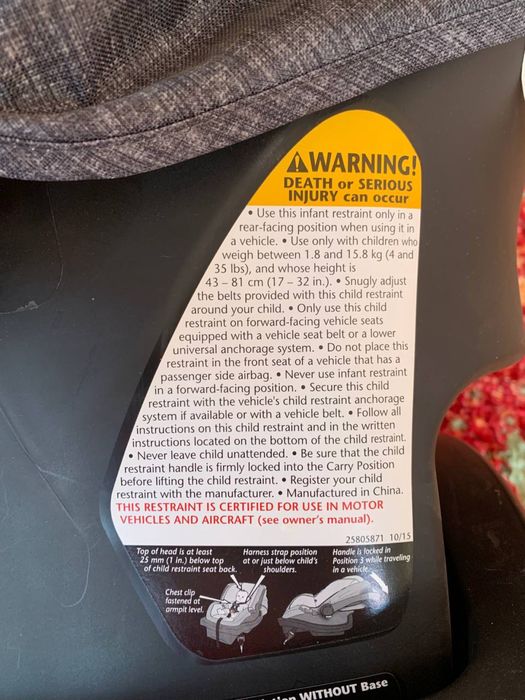 WARNING!
DEATH or SERIOUS
INJURY can occur
• Use this infant restraint only in a
rear-facing position when using it in
a vehicle. • Use only with children who
weigh between 1.8 and 15.8 kg (4 and
35 lbs), and whose height is
43 – 81 cm (17 – 32 in.). • Snugly adjust
the belts provided with this child restraint
around your child. • Only use this child
restraint on forward-facing vehicle seats
equipped with a vehicle seat belt or a lower
universal anchorage system. • Do not place this
restraint in the front seat of a vehicle that has a
passenger side airbag. • Never use infant restraint
in a forward-facing position. • Secure this child
restraint with the vehicle's child restraint anchorage
system if available or with a vehicle belt. • Follow all
instructions on this child restraint and in the written
instructions located on the bottom of the child restraint.
• Never leave child unattended. • Be sure that the child
restraint handle is firmly locked into the Carry Position
before lifting the child restraint. • Register your child
restraint with the manufacturer. • Manufactured in China.
THIS RESTRAINT IS CERTIFIED FOR USE IN MOTOR
VEHICLES AND AIRCRAFT (see owner's manual).
25805871 10/15
Top of head is at least
25 mm (1 in.) below top
of child restraint seat back.
Harness strap position
at or just below child's
shoulders.
Handle is locked in
Position 3 while traveling
in a vehicle.
Chest clip
fastened at
armpit level.
WITHOUT Base